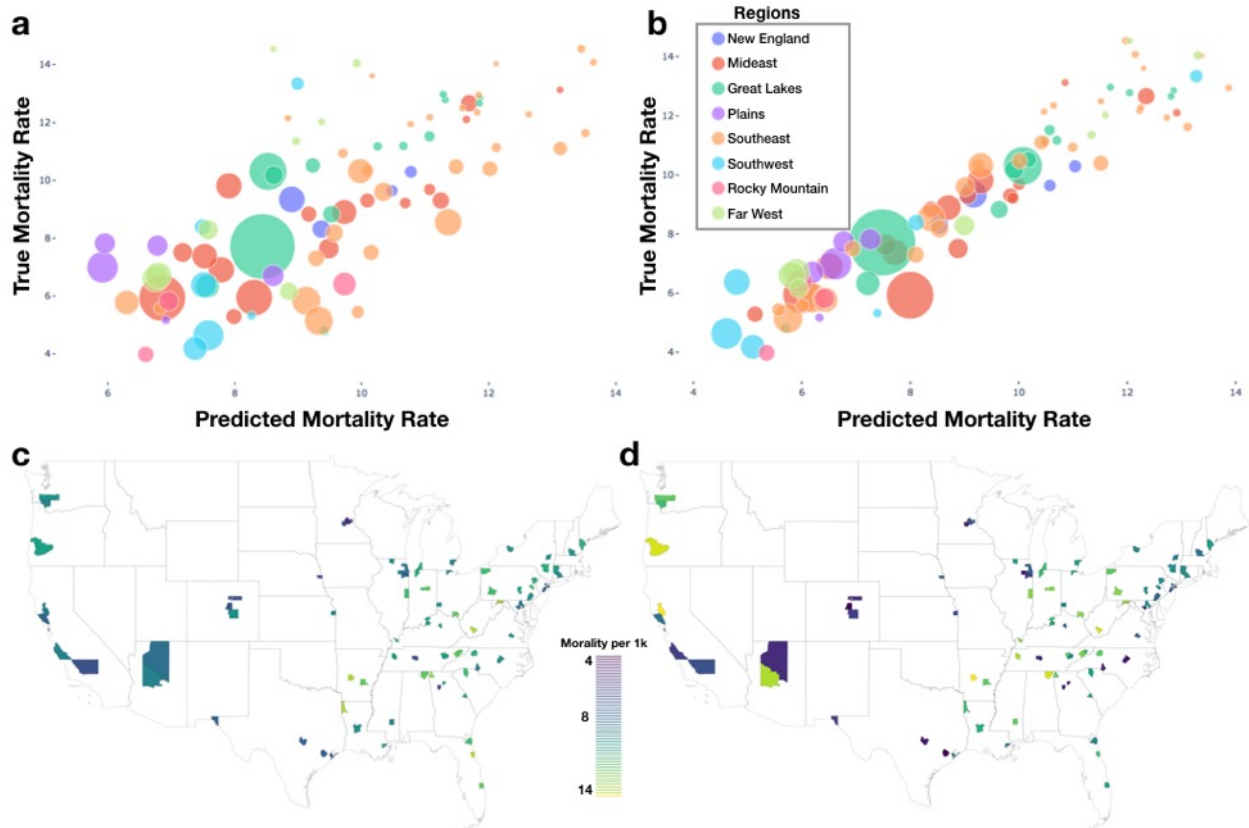 a
b
Regions
New England
Mideast
Great Lakes
Plains
Southeast
Southwest
Rocky Mountain
Far West
True Mortality Rate
14
12
10
8
6
4
6 8 10 12 14
Predicted Mortality Rate
True Mortality Rate
14
12
10
8
6
4
4 6 8 10 12 14
Predicted Mortality Rate
c
d
Morality per 1k
4
8
14